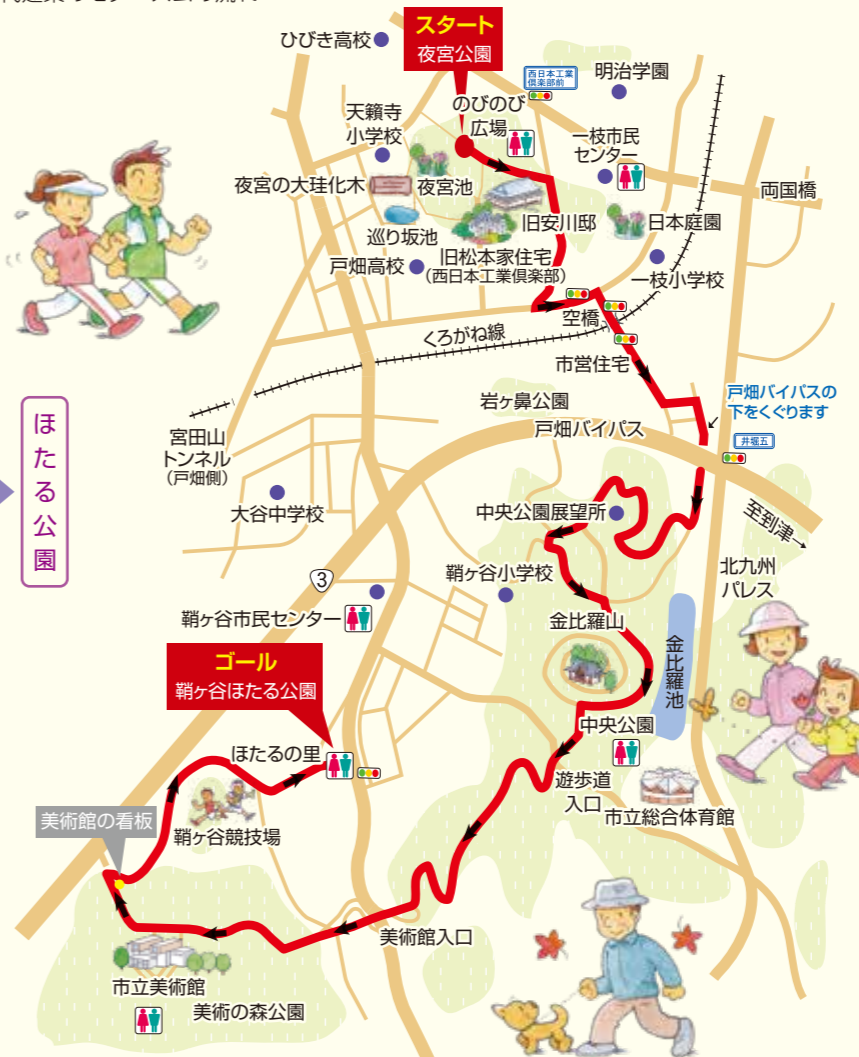 ひびき高校
スタート
夜宮公園
西日本工業
倶楽部前
明治学園
のびのび
広場
天籟寺
小学校
一枝市民
センター
夜宮の大珪化木
夜宮池
両国橋
旧安川邸
日本庭園
巡り坂池
戸畑高校
旧松本家住宅
(西日本工業倶楽部)
一枝小学校
空橋
くろがね線
市営住宅
岩ヶ鼻公園
戸畑バイパスの
下をくぐります
戸畑バイパス
井堀五
ほたる公園
宮田山
トンネル
(戸畑側)
大谷中学校
中央公園展望所
至到津→
3
鞘ヶ谷小学校
北九州
パレス
鞘ヶ谷市民センター
金比羅山
金比羅池
ゴール
鞘ヶ谷ほたる公園
中央公園
ほたるの里
遊歩道
入口
市立総合体育館
美術館の看板
鞘ヶ谷競技場
美術館入口
市立美術館
美術の森公園